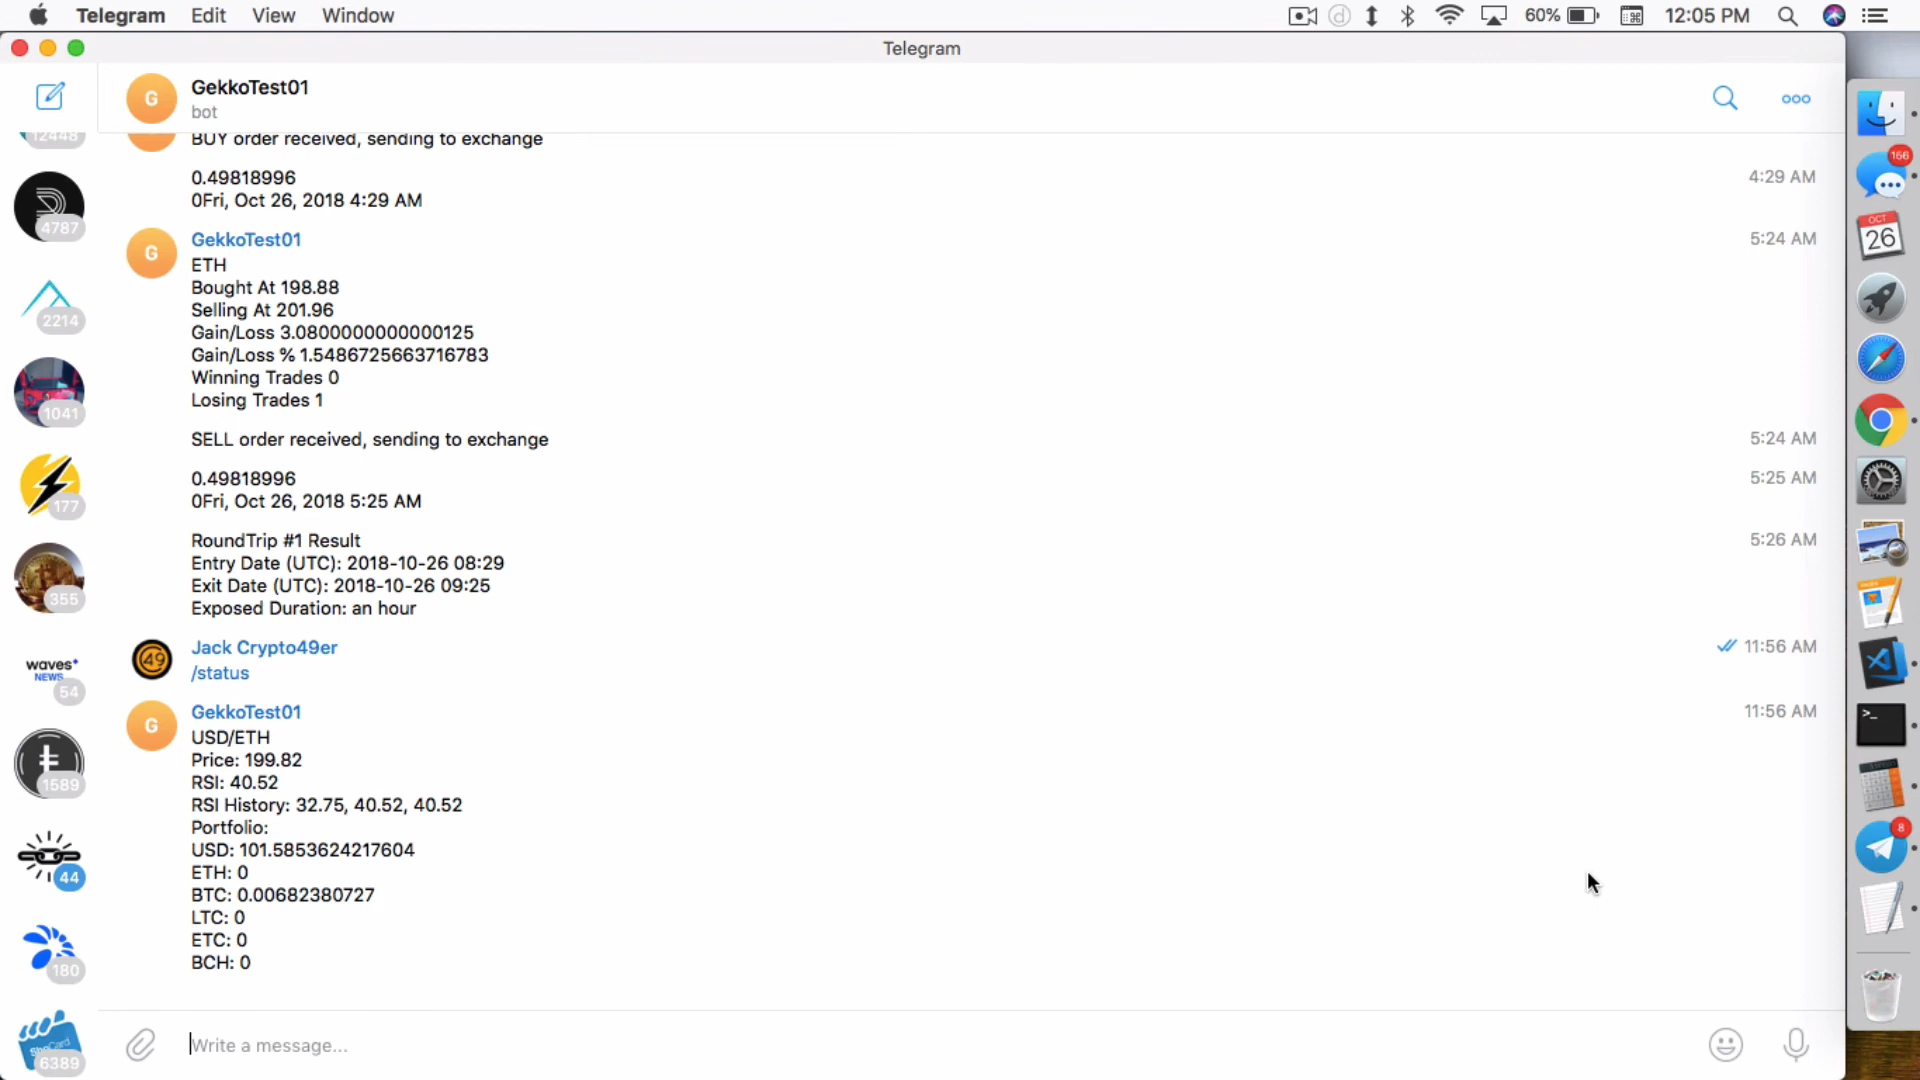 Telegram Edit View Window
60% 12:05 PM
Telegram
GekkoTest01
bot
G
BUY order received, sending to exchange
0.49818996
4:29 AM
0Fri, Oct 26, 2018 4:29 AM
G
GekkoTest01
5:24 AM
ETH
Bought At 198.88
Selling At 201.96
Gain/Loss 3.0800000000000125
Gain/Loss % 1.5486725663716783
Winning Trades 0
Losing Trades 1
SELL order received, sending to exchange
5:24 AM
0.49818996
5:25 AM
0Fri, Oct 26, 2018 5:25 AM
RoundTrip #1 Result
5:26 AM
Entry Date (UTC): 2018-10-26 08:29
Exit Date (UTC): 2018-10-26 09:25
Exposed Duration: an hour
49
Jack Crypto49er
11:56 AM
/status
G
GekkoTest01
11:56 AM
USD/ETH
Price: 199.82
RSI: 40.52
RSI History: 32.75, 40.52, 40.52
Portfolio:
USD: 101.5853624217604
ETH: 0
BTC: 0.00682380727
LTC: 0
ETC: 0
BCH: 0
Write a message...
12448
4787
2214
1041
177
355
waves
NEWS
54
1589
44
180
ShoCard
6389
166
OCT
26
>_
8